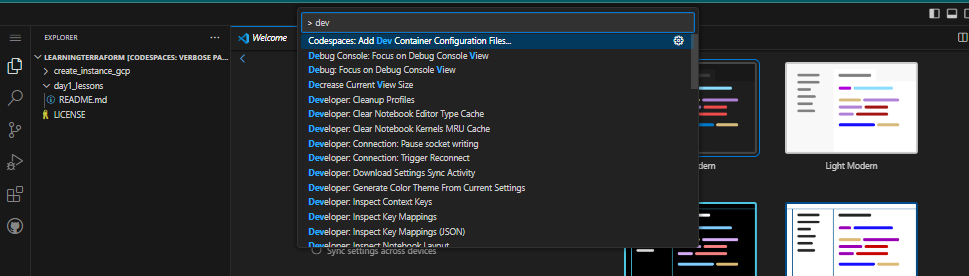 > dev
EXPLORER
Welcome
Codespaces: Add Dev Container Configuration Files...
LEARNINGTERRAFORM [CODESPACES: VERBOSE PA...
Debug Console: Focus on Debug Console View
create_instance_gcp
Debug: Focus on Debug Console View
day1_lessons
Decrease Current View Size
README.md
Developer: Cleanup Profiles
LICENSE
Developer: Clear Notebook Editor Type Cache
Developer: Clear Notebook Kernels MRU Cache
Developer: Connection: Pause socket writing
Developer: Connection: Trigger Reconnect
dern
Light Modern
Developer: Download Settings Sync Activity
Developer: Generate Color Theme From Current Settings
Developer: Inspect Context Keys
Developer: Inspect Key Mappings
Developer: Inspect Key Mappings (JSON)
Developer: Inspect Notebook Layout
Sync settings across devices